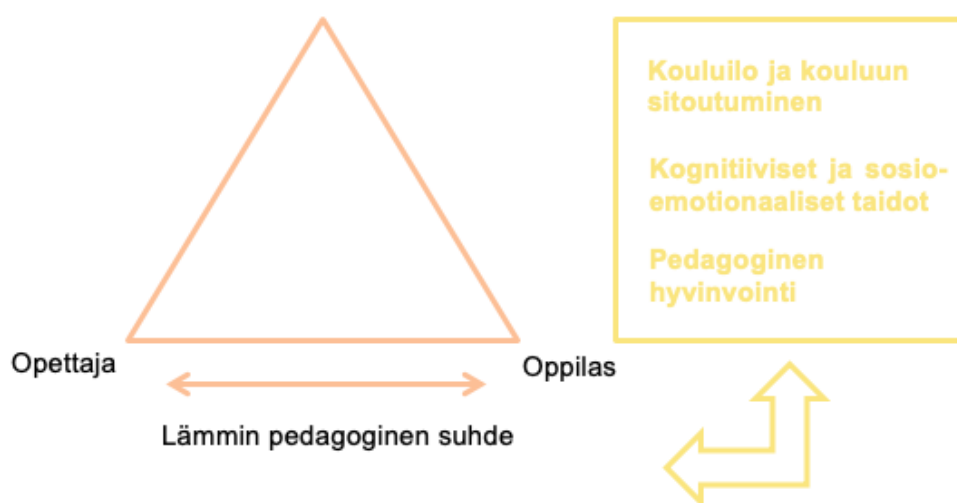 Kouluilo ja kouluun
sitoutuminen
Kognitiiviset ja sosio-
emotionaaliset taidot
Pedagoginen
hyvinvointi
Opettaja
Oppilas
Lämmin pedagoginen suhde